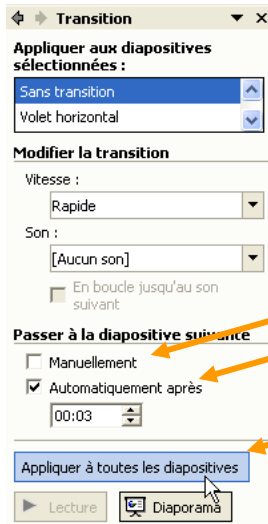 Transition
Appliquer aux diapositives
sélectionnées :
Sans transition
Volet horizontal
Modifier la transition
Vitesse :
Rapide
Son :
[Aucun son]
En boucle jusqu'au son
suivant
Passer à la diapositive suivante
Manuellement
Automatiquement après
00:03
Appliquer à toutes les diapositives
Lecture
Diaporama